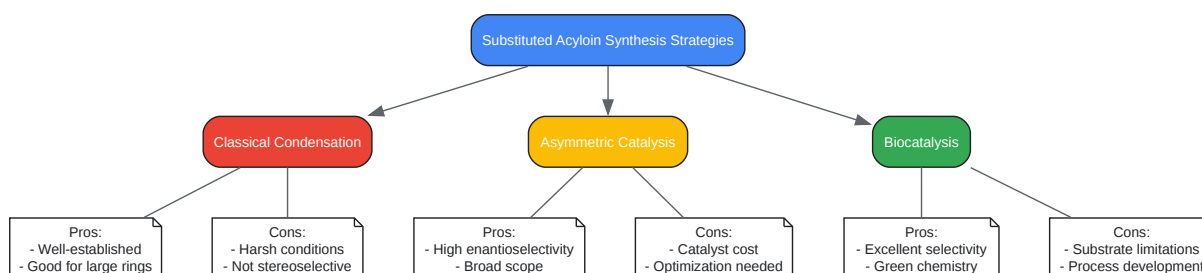 Substituted Acyloin Synthesis Strategies
Classical Condensation
Asymmetric Catalysis
Biocatalysis
Pros:
- Well-established
- Good for large rings
Cons:
- Harsh conditions
- Not stereoselective
Pros:
- High enantioselectivity
- Broad scope
Cons:
- Catalyst cost
- Optimization needed
Pros:
- Excellent selectivity
- Green chemistry
Cons:
- Substrate limitations
- Process development